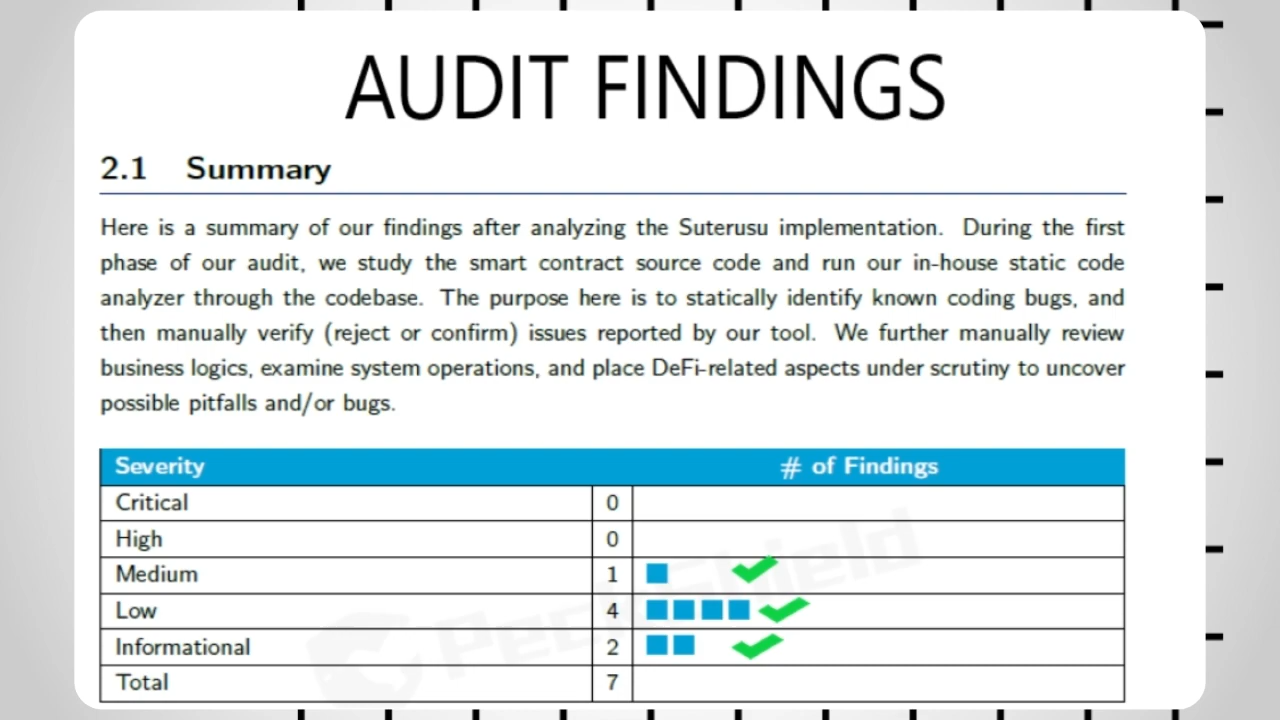 AUDIT FINDINGS
2.1 Summary
Here is a summary of our findings after analyzing the Suterusu implementation. During the first
phase of our audit, we study the smart contract source code and run our in-house static code
analyzer through the codebase. The purpose here is to statically identify known coding bugs, and
then manually verify (reject or confirm) issues reported by our tool. We further manually review
business logics, examine system operations, and place DeFi-related aspects under scrutiny to uncover
possible pitfalls and/or bugs.
Severity # of Findings
Critical 0
High 0
Medium 1
Low 4
Informational 2
Total 7
PeckShield